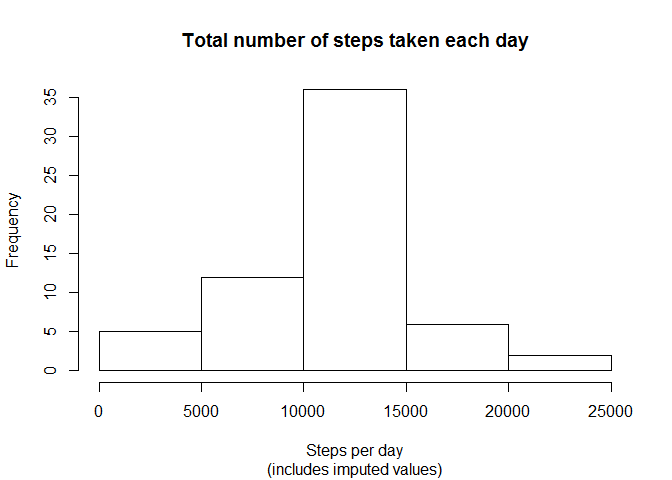 Total number of steps taken each day
35
30
25
20
15
10
5
0
Frequency
0 5000 10000 15000 20000 25000
Steps per day
(includes imputed values)